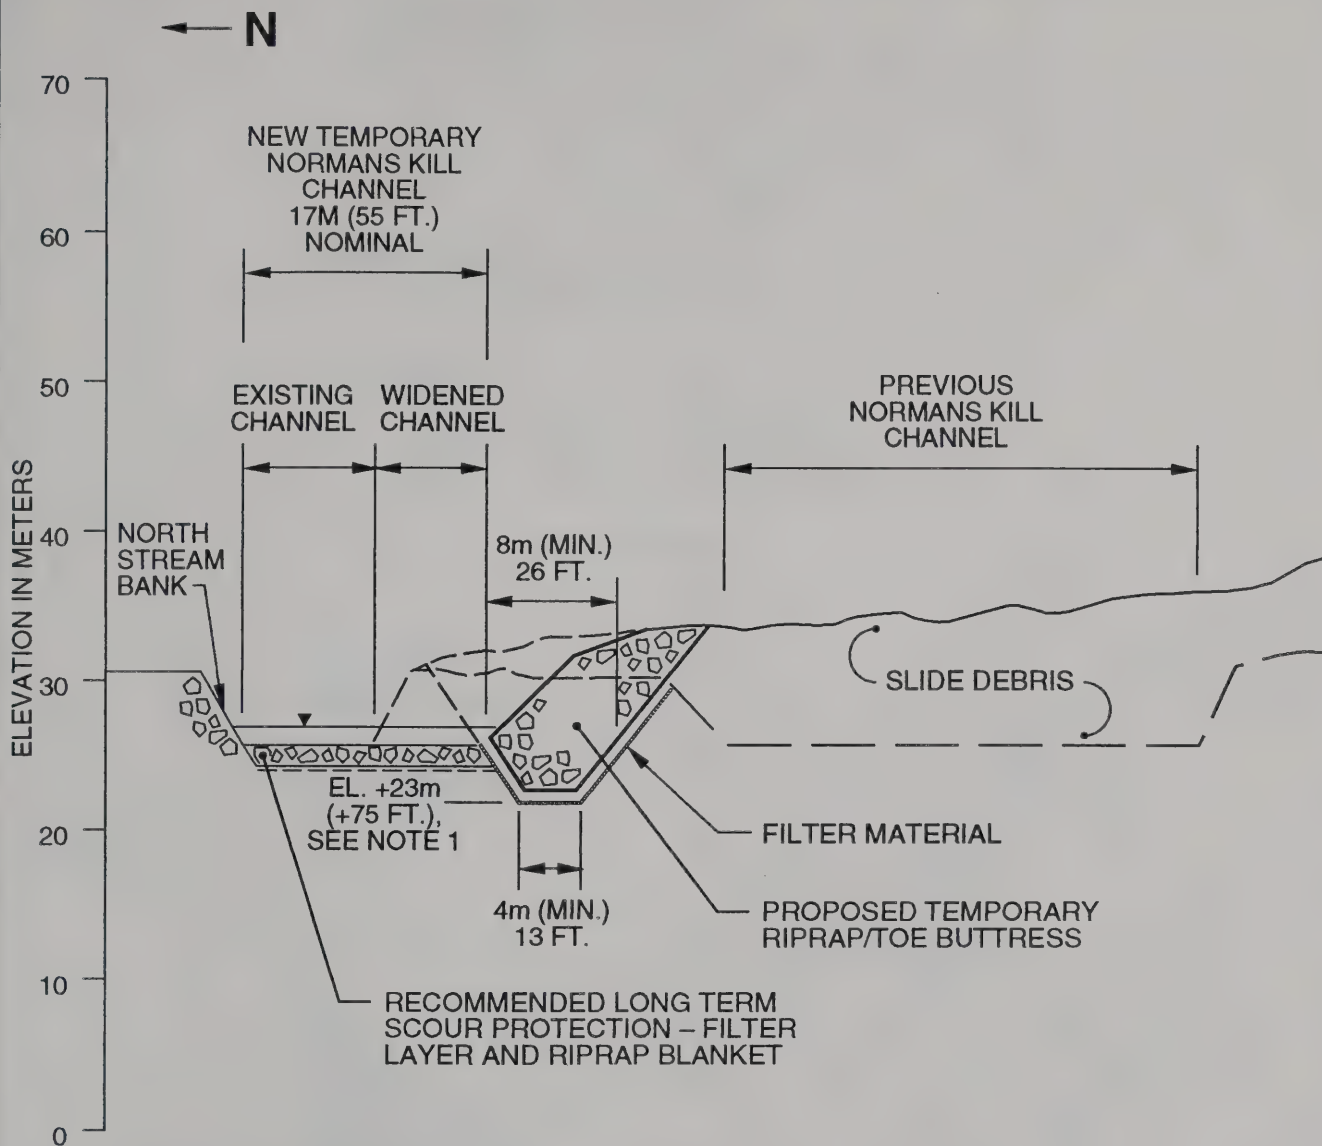 N
70
60
50
40
30
20
10
0
ELEVATION IN METERS
NEW TEMPORARY
NORMANS KILL
CHANNEL
17M (55 FT.)
NOMINAL
EXISTING
CHANNEL
WIDENED
CHANNEL
PREVIOUS
NORMANS KILL
CHANNEL
NORTH
STREAM
BANK
8m (MIN.)
26 FT.
SLIDE DEBRIS
EL. +23m
(+75 FT.),
SEE NOTE 1
FILTER MATERIAL
4m (MIN.)
13 FT.
PROPOSED TEMPORARY
RIPRAP/TOE BUTTRESS
RECOMMENDED LONG TERM
SCOUR PROTECTION – FILTER
LAYER AND RIPRAP BLANKET